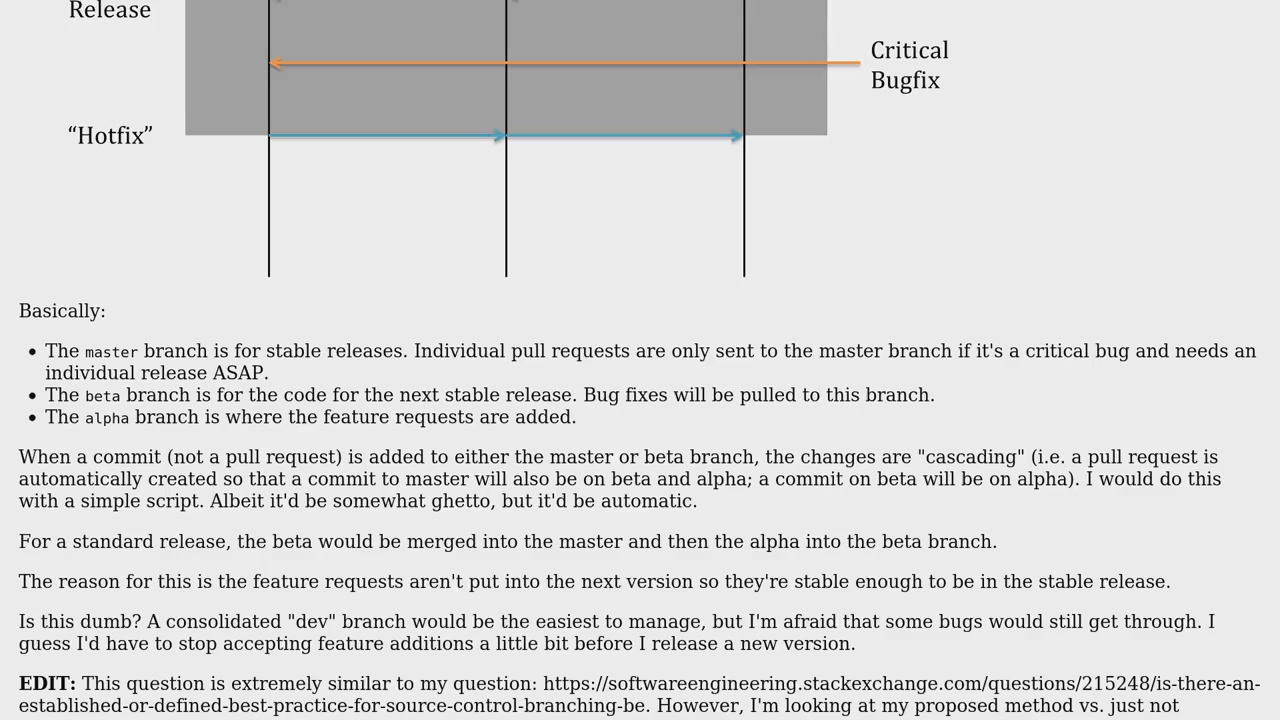 Release
Critical
Bugfix
“Hotfix”
Basically:
The master branch is for stable releases. Individual pull requests are only sent to the master branch if it's a critical bug and needs an
individual release ASAP.
The beta branch is for the code for the next stable release. Bug fixes will be pulled to this branch.
The alpha branch is where the feature requests are added.
When a commit (not a pull request) is added to either the master or beta branch, the changes are "cascading" (i.e. a pull request is
automatically created so that a commit to master will also be on beta and alpha; a commit on beta will be on alpha). I would do this
with a simple script. Albeit it'd be somewhat ghetto, but it'd be automatic.
For a standard release, the beta would be merged into the master and then the alpha into the beta branch.
The reason for this is the feature requests aren't put into the next version so they're stable enough to be in the stable release.
Is this dumb? A consolidated "dev" branch would be the easiest to manage, but I'm afraid that some bugs would still get through. I
guess I'd have to stop accepting feature additions a little bit before I release a new version.
EDIT: This question is extremely similar to my question: https://softwareengineering.stackexchange.com/questions/215248/is-there-an-
established-or-defined-best-practice-for-source-control-branching-be. However, I'm looking at my proposed method vs. just not